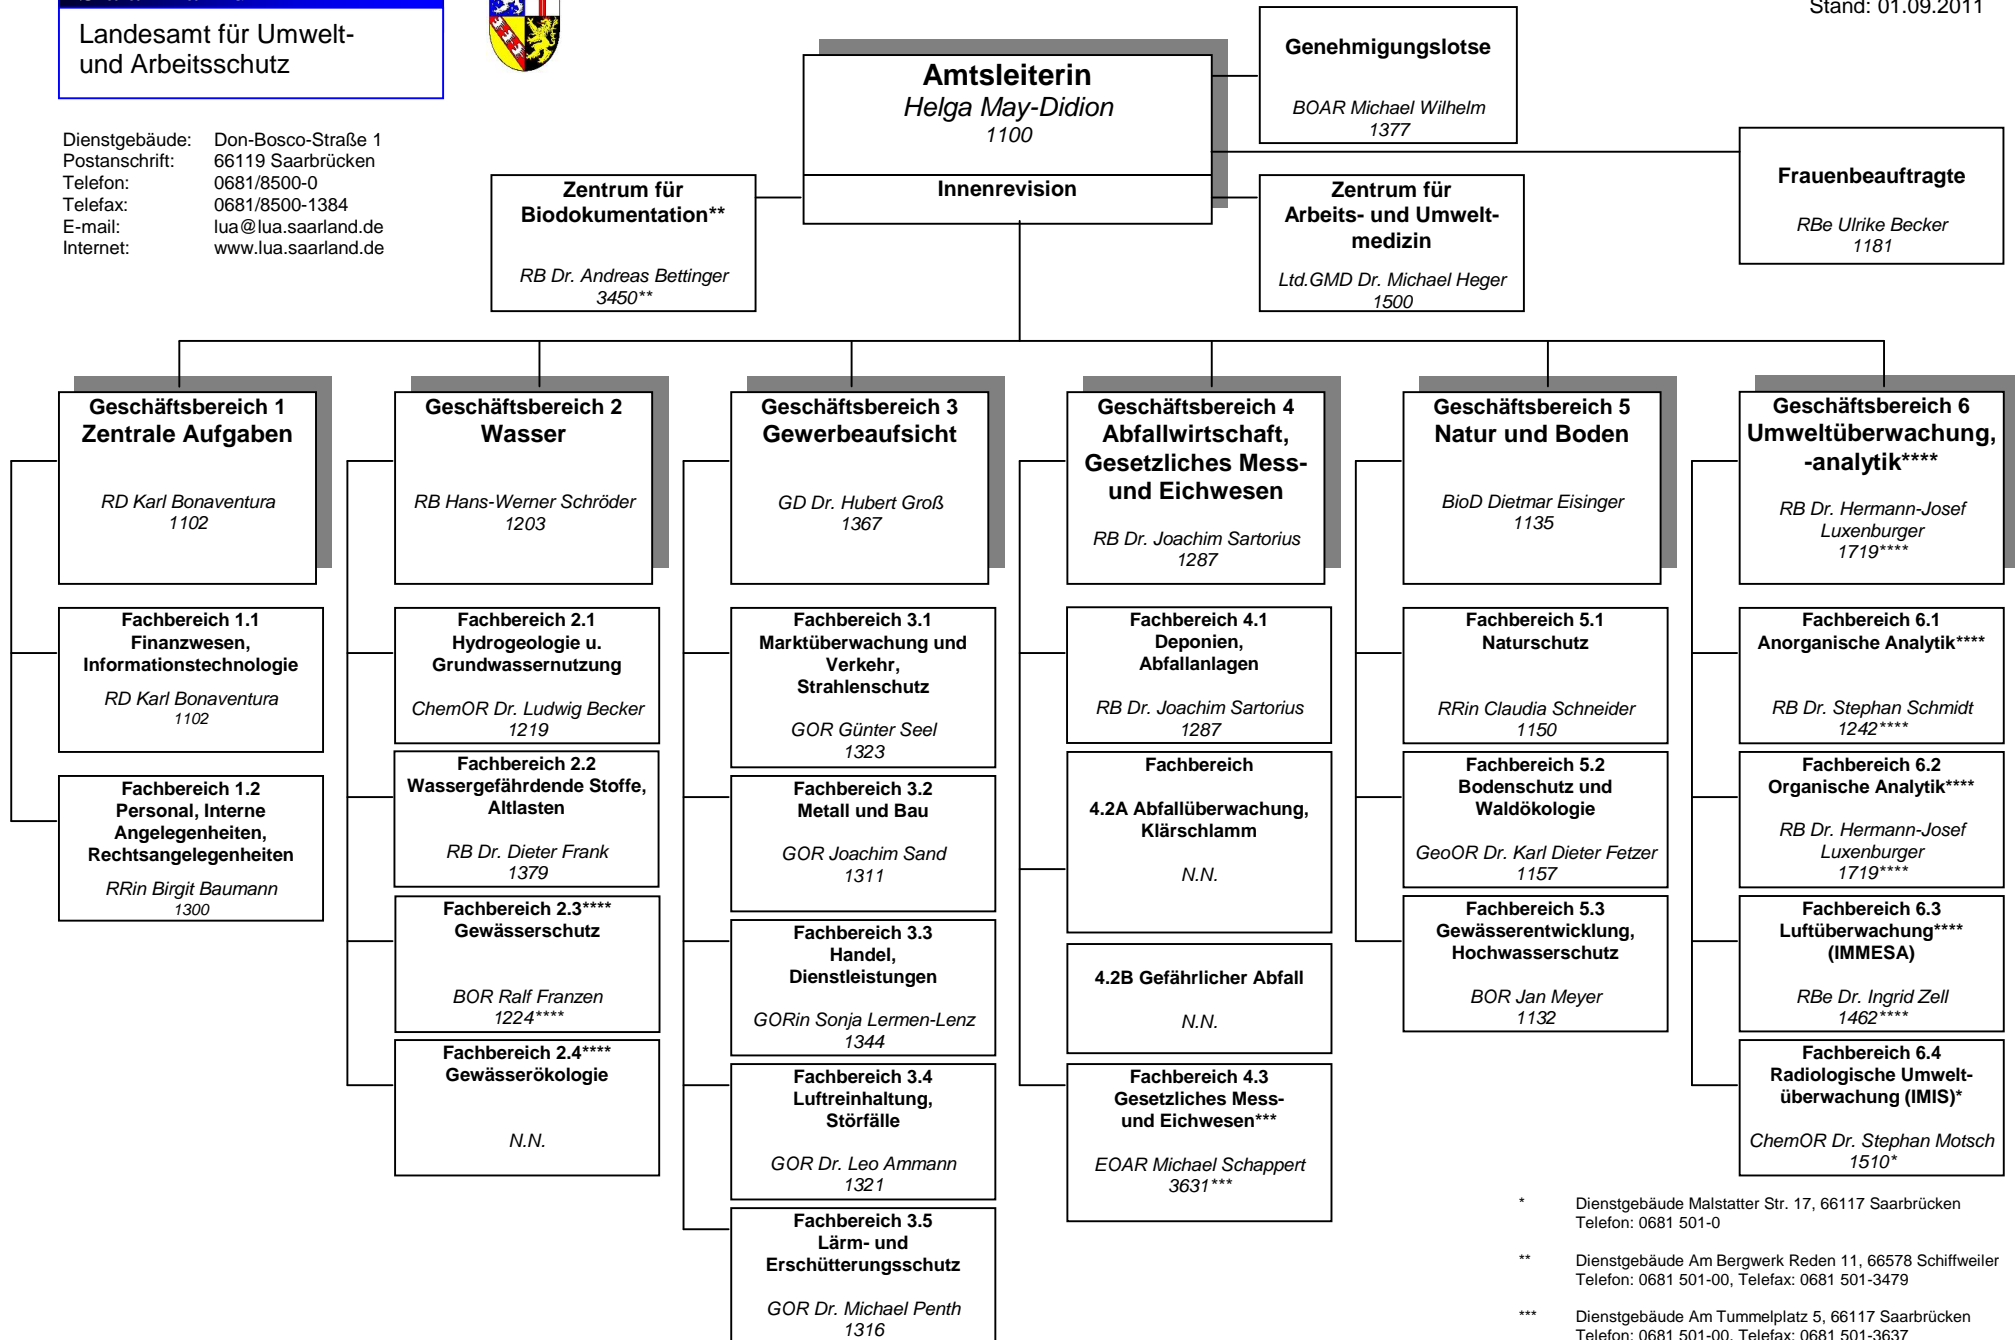 Landesamt für Umwelt-
und Arbeitsschutz
Stand: 01.09.2011
Dienstgebäude: Don-Bosco-Straße 1
Postanschrift: 66119 Saarbrücken
Telefon: 0681/8500-0
Telefax: 0681/8500-1384
E-mail: lua@lua.saarland.de
Internet: www.lua.saarland.de
Amtsleiterin
Helga May-Didion
1100
Innenrevision
Genehmigungslotse
BOAR Michael Wilhelm
1377
Frauenbeauftragte
RBe Ulrike Becker
1181
Zentrum für
Biodokumentation**
RB Dr. Andreas Bettinger
3450**
Zentrum für
Arbeits- und Umwelt-
medizin
Ltd.GMD Dr. Michael Heger
1500
Geschäftsbereich 1
Zentrale Aufgaben
RD Karl Bonaventura
1102
Fachbereich 1.1
Finanzwesen,
Informationstechnologie
RD Karl Bonaventura
1102
Fachbereich 1.2
Personal, Interne
Angelegenheiten,
Rechtsangelegenheiten
RRin Birgit Baumann
1300
Geschäftsbereich 2
Wasser
RB Hans-Werner Schröder
1203
Fachbereich 2.1
Hydrogeologie u.
Grundwassernutzung
ChemOR Dr. Ludwig Becker
1219
Fachbereich 2.2
Wassergefährdende Stoffe,
Altlasten
RB Dr. Dieter Frank
1379
Fachbereich 2.3****
Gewässerschutz
BOR Ralf Franzen
1224****
Fachbereich 2.4****
Gewässerökologie
N.N.
Geschäftsbereich 3
Gewerbeaufsicht
GD Dr. Hubert Groß
1367
Fachbereich 3.1
Marktüberwachung und
Verkehr,
Strahlenschutz
GOR Günter Seel
1323
Fachbereich 3.2
Metall und Bau
GOR Joachim Sand
1311
Fachbereich 3.3
Handel,
Dienstleistungen
GORin Sonja Lermen-Lenz
1344
Fachbereich 3.4
Luftreinhaltung,
Störfälle
GOR Dr. Leo Ammann
1321
Fachbereich 3.5
Lärm- und
Erschütterungsschutz
GOR Dr. Michael Penth
1316
Geschäftsbereich 4
Abfallwirtschaft,
Gesetzliches Mess-
und Eichwesen
RB Dr. Joachim Sartorius
1287
Fachbereich 4.1
Deponien,
Abfallanlagen
RB Dr. Joachim Sartorius
1287
Fachbereich
4.2A Abfallüberwachung,
Klärschlamm
N.N.
4.2B Gefährlicher Abfall
N.N.
Fachbereich 4.3
Gesetzliches Mess-
und Eichwesen***
EOAR Michael Schappert
3631***
Geschäftsbereich 5
Natur und Boden
BioD Dietmar Eisinger
1135
Fachbereich 5.1
Naturschutz
RRin Claudia Schneider
1150
Fachbereich 5.2
Bodenschutz und
Waldökologie
GeoOR Dr. Karl Dieter Fetzer
1157
Fachbereich 5.3
Gewässerentwicklung,
Hochwasserschutz
BOR Jan Meyer
1132
Geschäftsbereich 6
Umweltüberwachung,
-analytik****
RB Dr. Hermann-Josef
Luxenburger
1719****
Fachbereich 6.1
Anorganische Analytik****
RB Dr. Stephan Schmidt
1242****
Fachbereich 6.2
Organische Analytik****
RB Dr. Hermann-Josef
Luxenburger
1719****
Fachbereich 6.3
Luftüberwachung****
(IMMESA)
RBe Dr. Ingrid Zell
1462****
Fachbereich 6.4
Radiologische Umwelt-
überwachung (IMIS)*
ChemOR Dr. Stephan Motsch
1510*
* Dienstgebäude Malstatter Str. 17, 66117 Saarbrücken
Telefon: 0681 501-0
** Dienstgebäude Am Bergwerk Reden 11, 66578 Schiffweiler
Telefon: 0681 501-00, Telefax: 0681 501-3479
*** Dienstgebäude Am Tummelplatz 5, 66117 Saarbrücken
Telefon: 0681 501-00, Telefax: 0681 501-3637